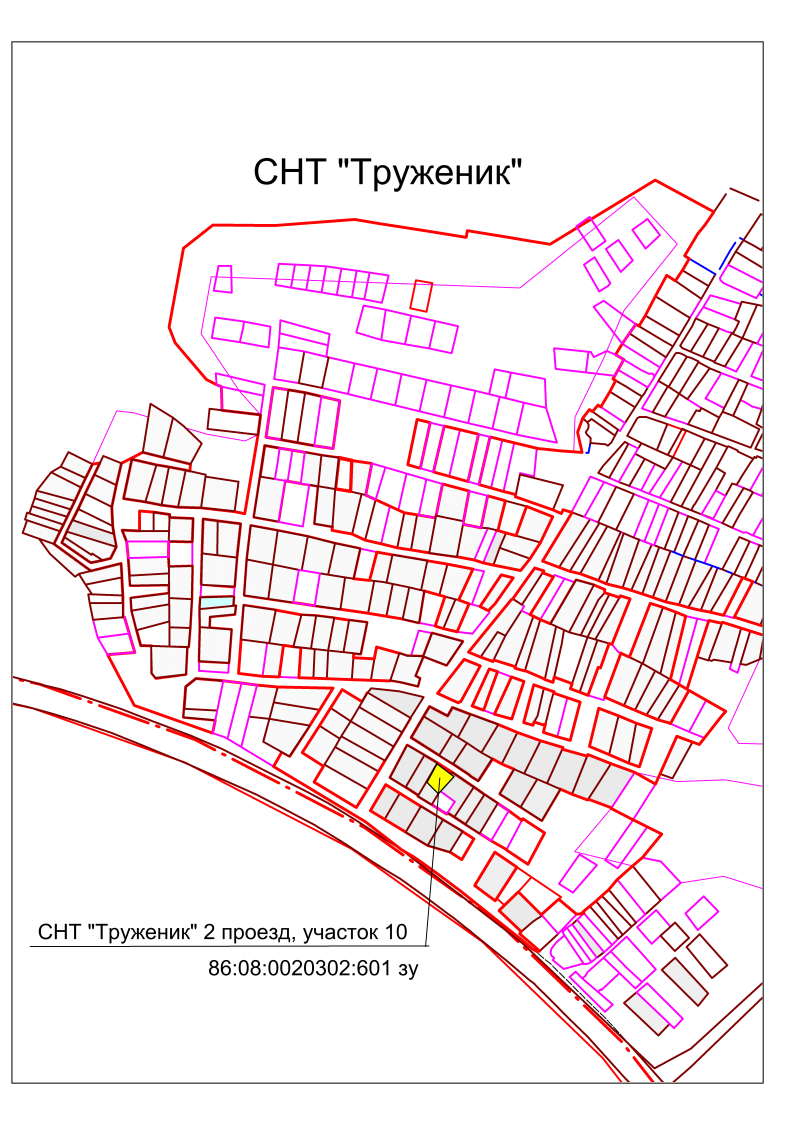 СНТ "Труженик"
СНТ "Труженик" 2 проезд, участок 10
86:08:0020302:601 зу